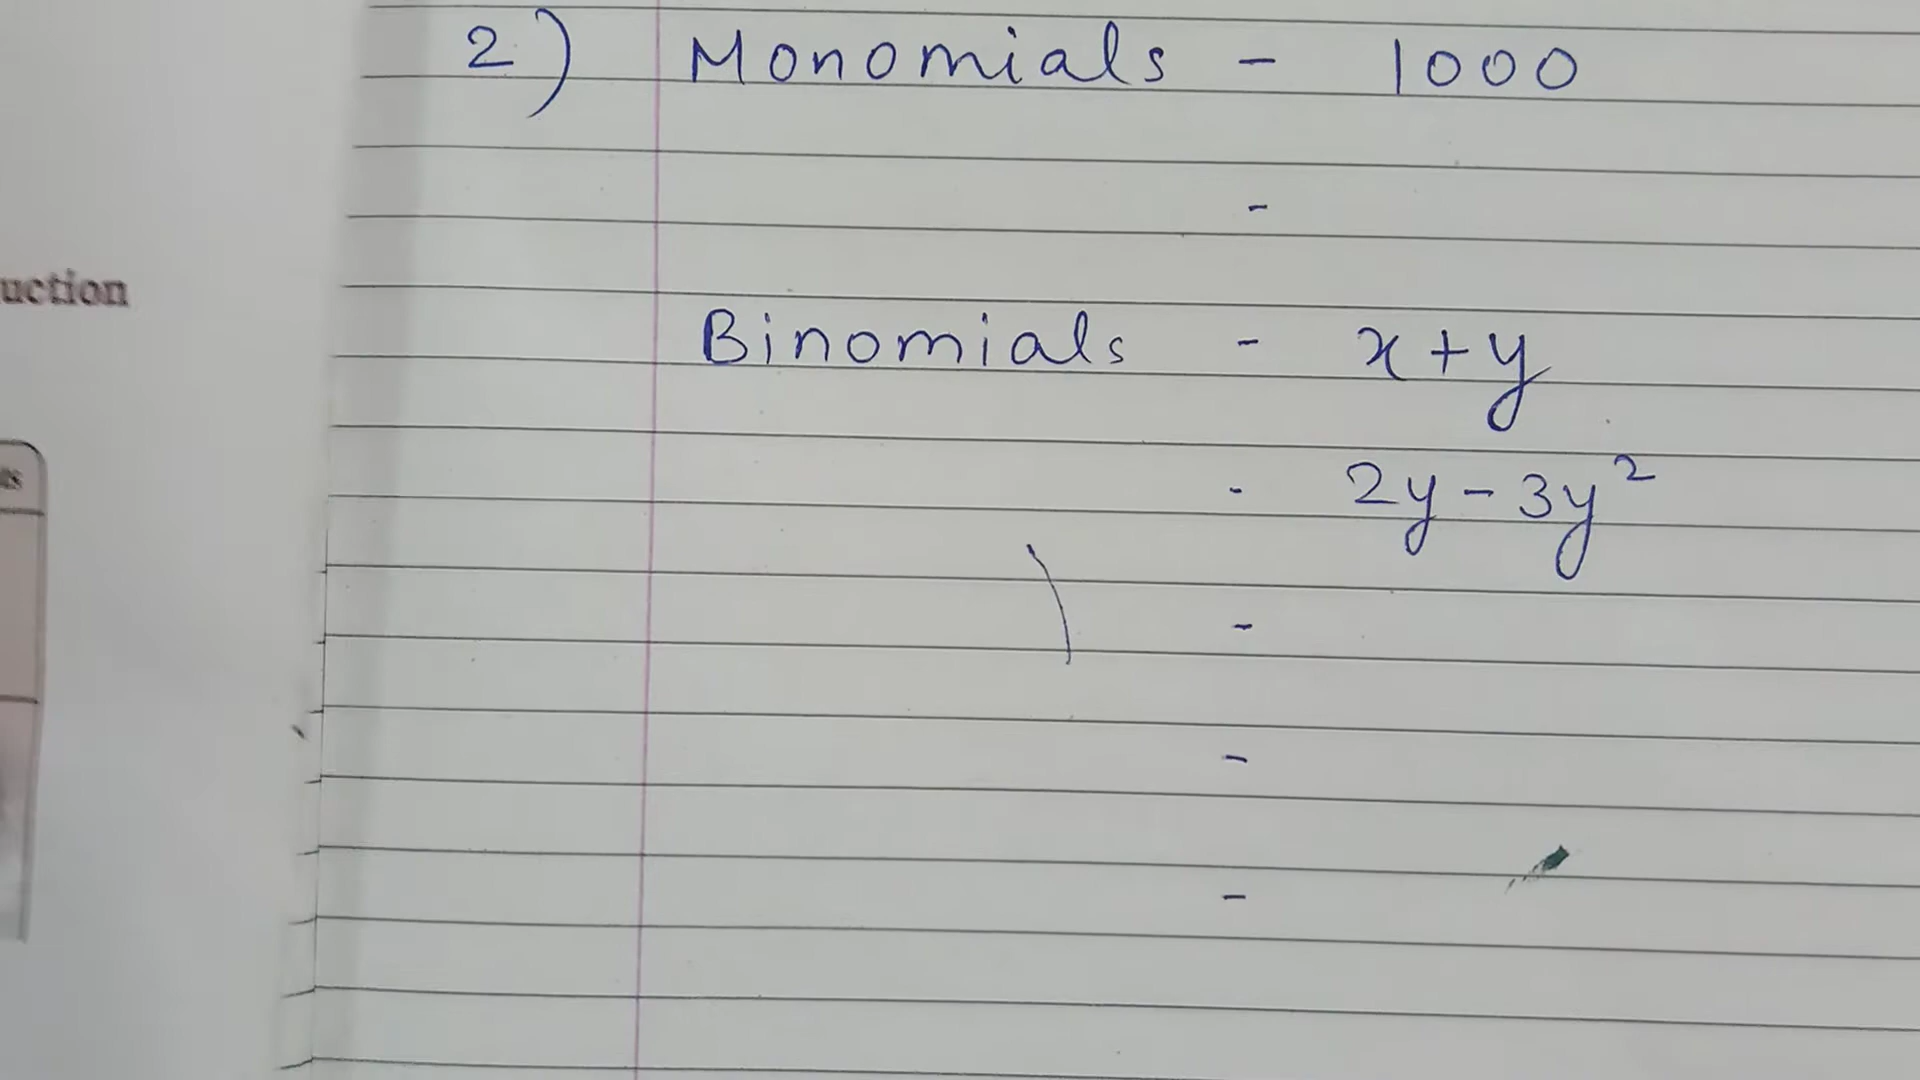 2) Monomials - 1000
-
uction
Binomials - x+y
- 2y-3y²
-
-
-